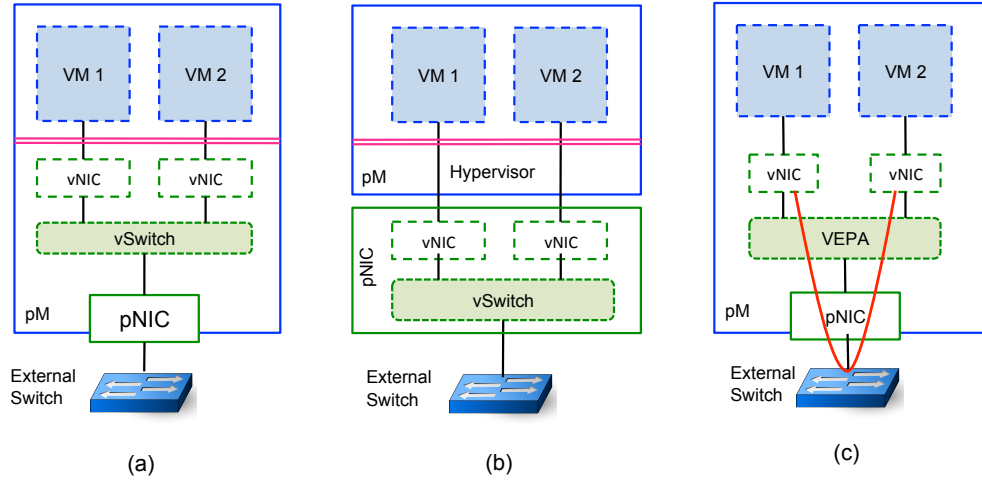 VM 1
VM 2
vNIC
vNIC
vSwitch
pM
pNIC
External
Switch
(a)
VM 1
VM 2
pM
Hypervisor
pNIC
vNIC
vNIC
vSwitch
External
Switch
(b)
VM 1
VM 2
vNIC
vNIC
VEPA
pM
pNIC
External
Switch
(c)